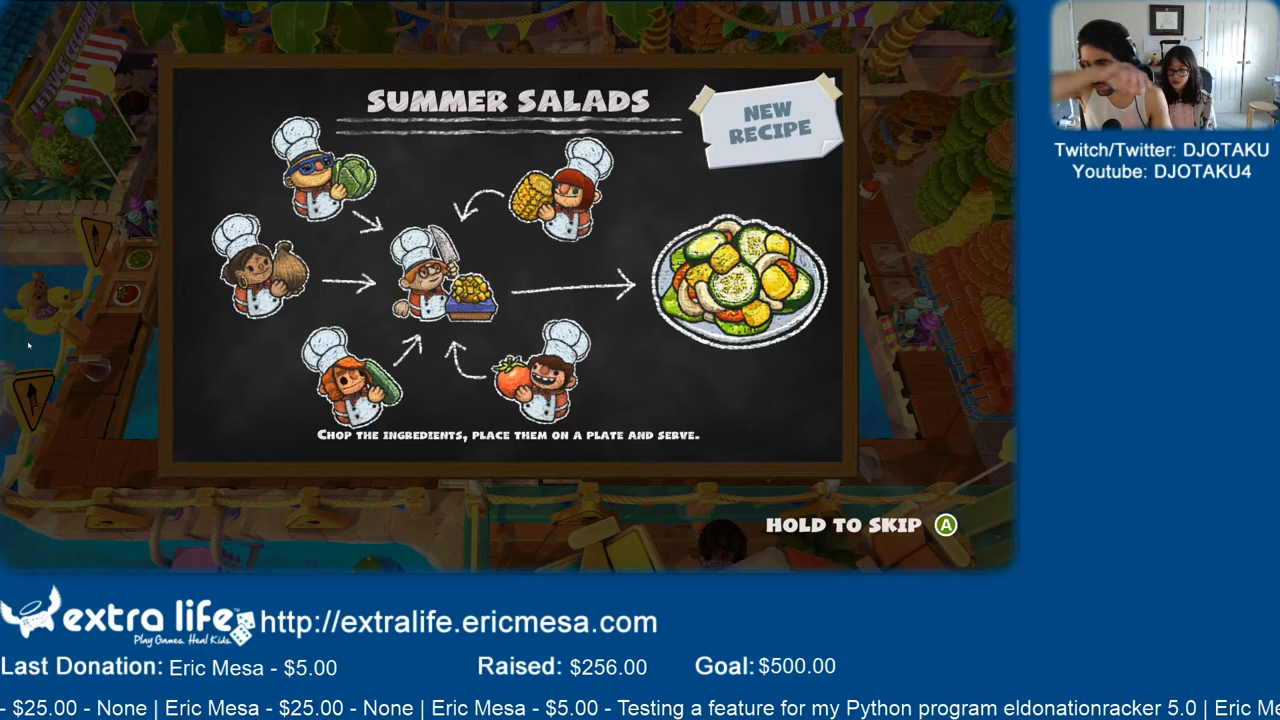 LETTUCE CELEBRA
SUMMER SALADS
NEW
RECIPE
CHOP THE INGREDIENTS, PLACE THEM ON A PLATE AND SERVE.
HOLD TO SKIP A
Twitch/Twitter: DJOTAKU
Youtube: DJOTAKU4
extra life
Play Games. Heal Kids.
http://extralife.ericmesa.com
Last Donation: Eric Mesa - $5.00
Raised: $256.00
Goal: $500.00
- $25.00 - None | Eric Mesa - $25.00 - None | Eric Mesa - $5.00 - Testing a feature for my Python program eldonationracker 5.0 | Eric Me